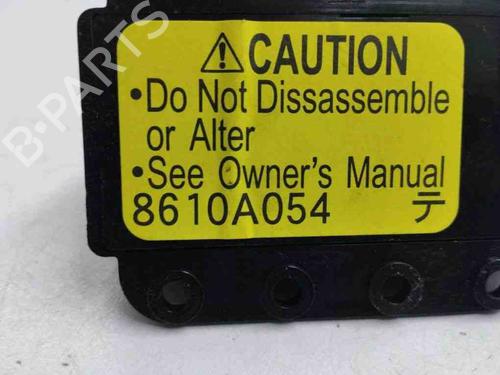 ⚠CAUTION
•Do Not Dissassemble
or Alter
•See Owner's Manual
8610A054 テ
B-PARTS